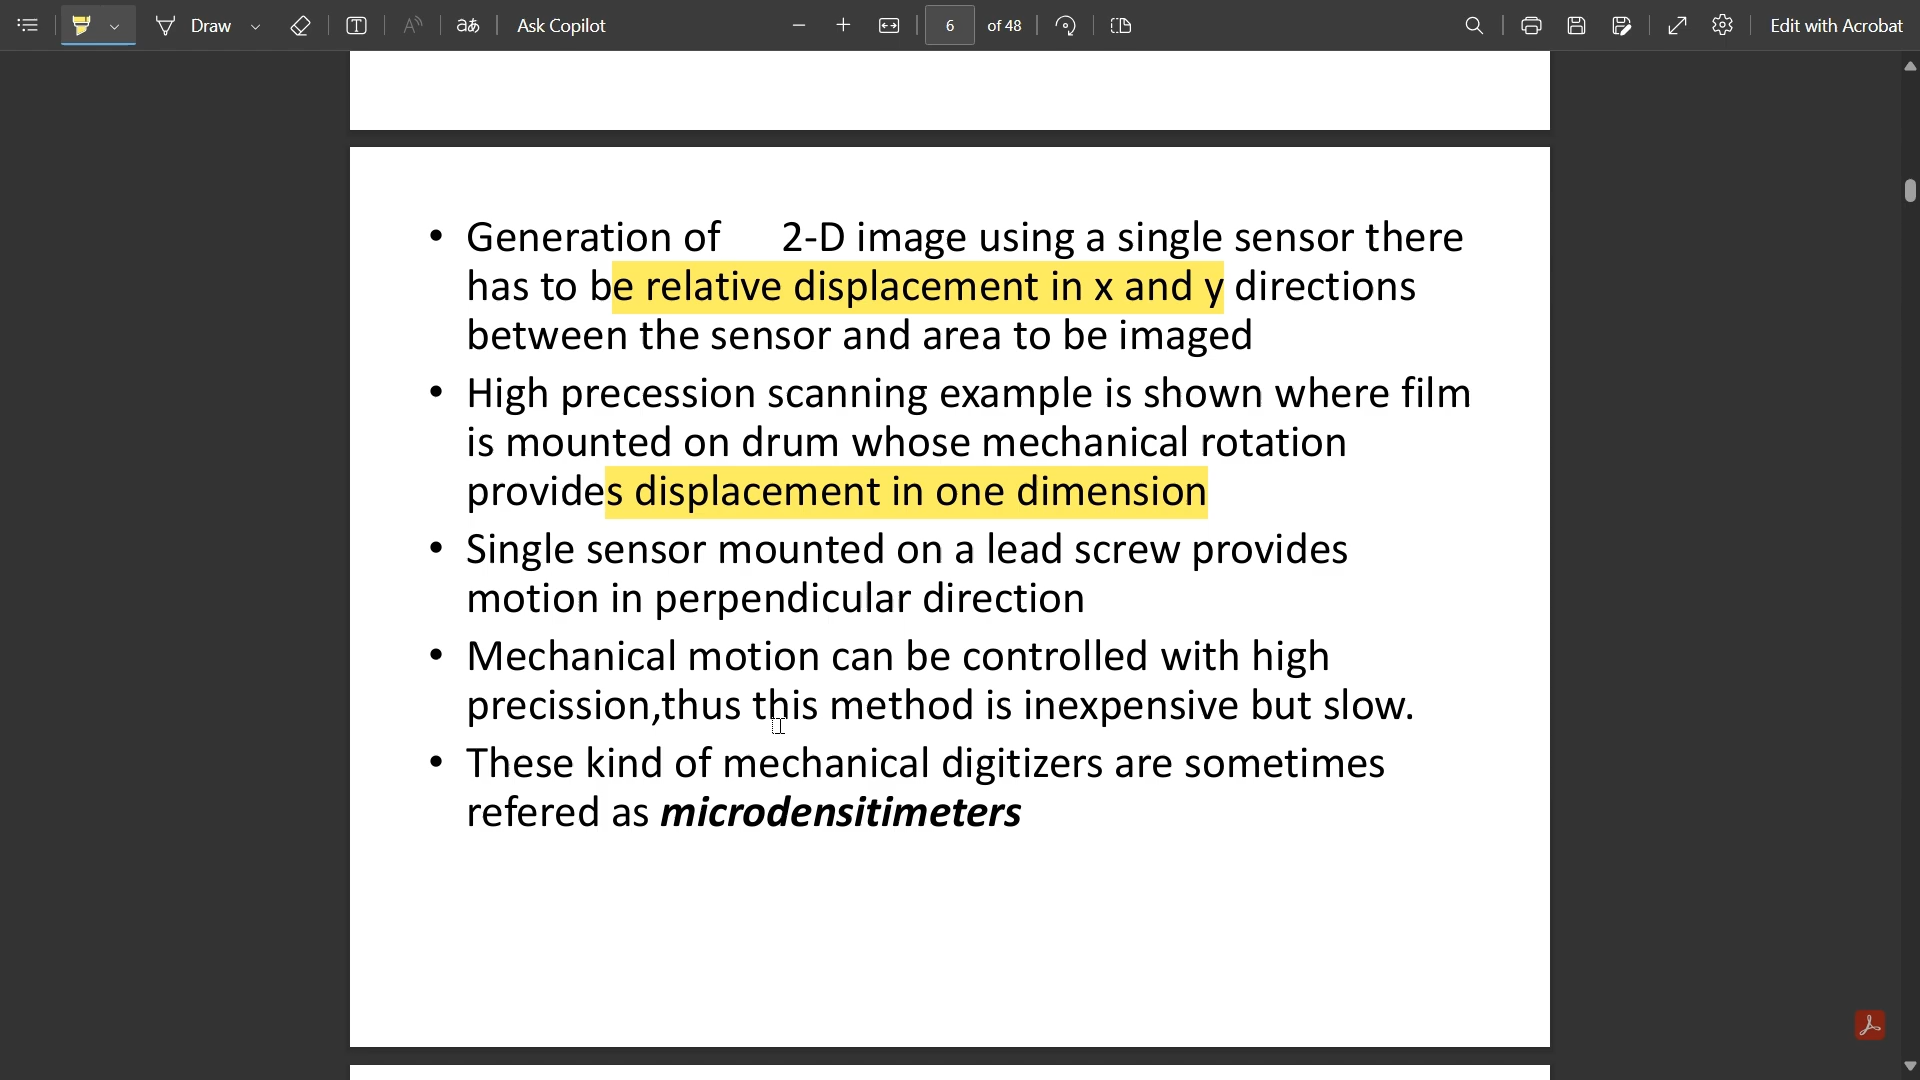 Draw
T
A
aあ
Ask Copilot
6
of 48
Edit with Acrobat
• Generation of 2-D image using a single sensor there
has to be relative displacement in x and y directions
between the sensor and area to be imaged
• High precession scanning example is shown where film
is mounted on drum whose mechanical rotation
provides displacement in one dimension
• Single sensor mounted on a lead screw provides
motion in perpendicular direction
• Mechanical motion can be controlled with high
precission,thus this method is inexpensive but slow.
• These kind of mechanical digitizers are sometimes
refered as microdensitimeters